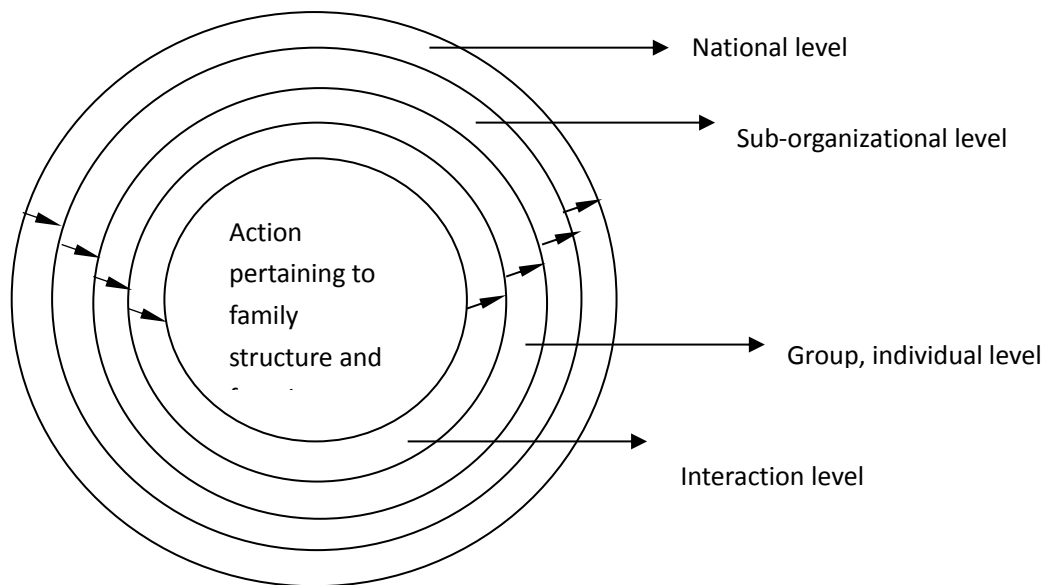 National level
Sub-organizational level
Action
pertaining to
family
structure and
Group, individual level
Interaction level